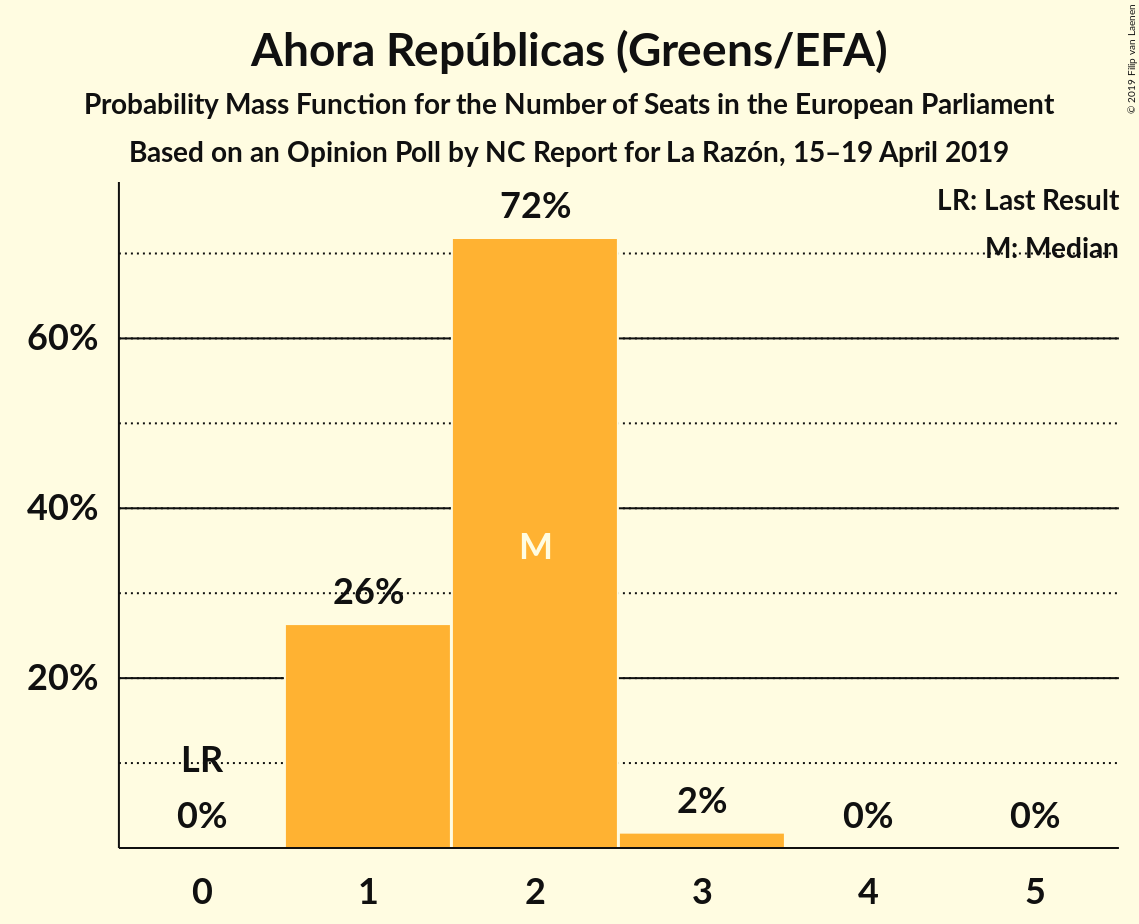 Ahora Repúblicas (Greens/EFA)
Probability Mass Function for the Number of Seats in the European Parliament
Based on an Opinion Poll by NC Report for La Razón, 15–19 April 2019
© 2019 Filip van Laenen
LR: Last Result
M: Median
72%
60%
40%
M
26%
20%
LR
0%
2%
0%
0%
0 1 2 3 4 5